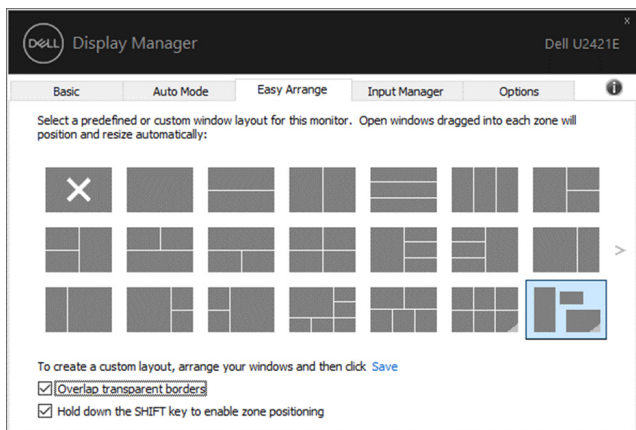 x
DELL Display Manager
Dell U2421E
Basic Auto Mode Easy Arrange Input Manager Options
Select a predefined or custom window layout for this monitor. Open windows dragged into each zone will
position and resize automatically:
To create a custom layout, arrange your windows and then click Save
Overlap transparent borders
Hold down the SHIFT key to enable zone positioning